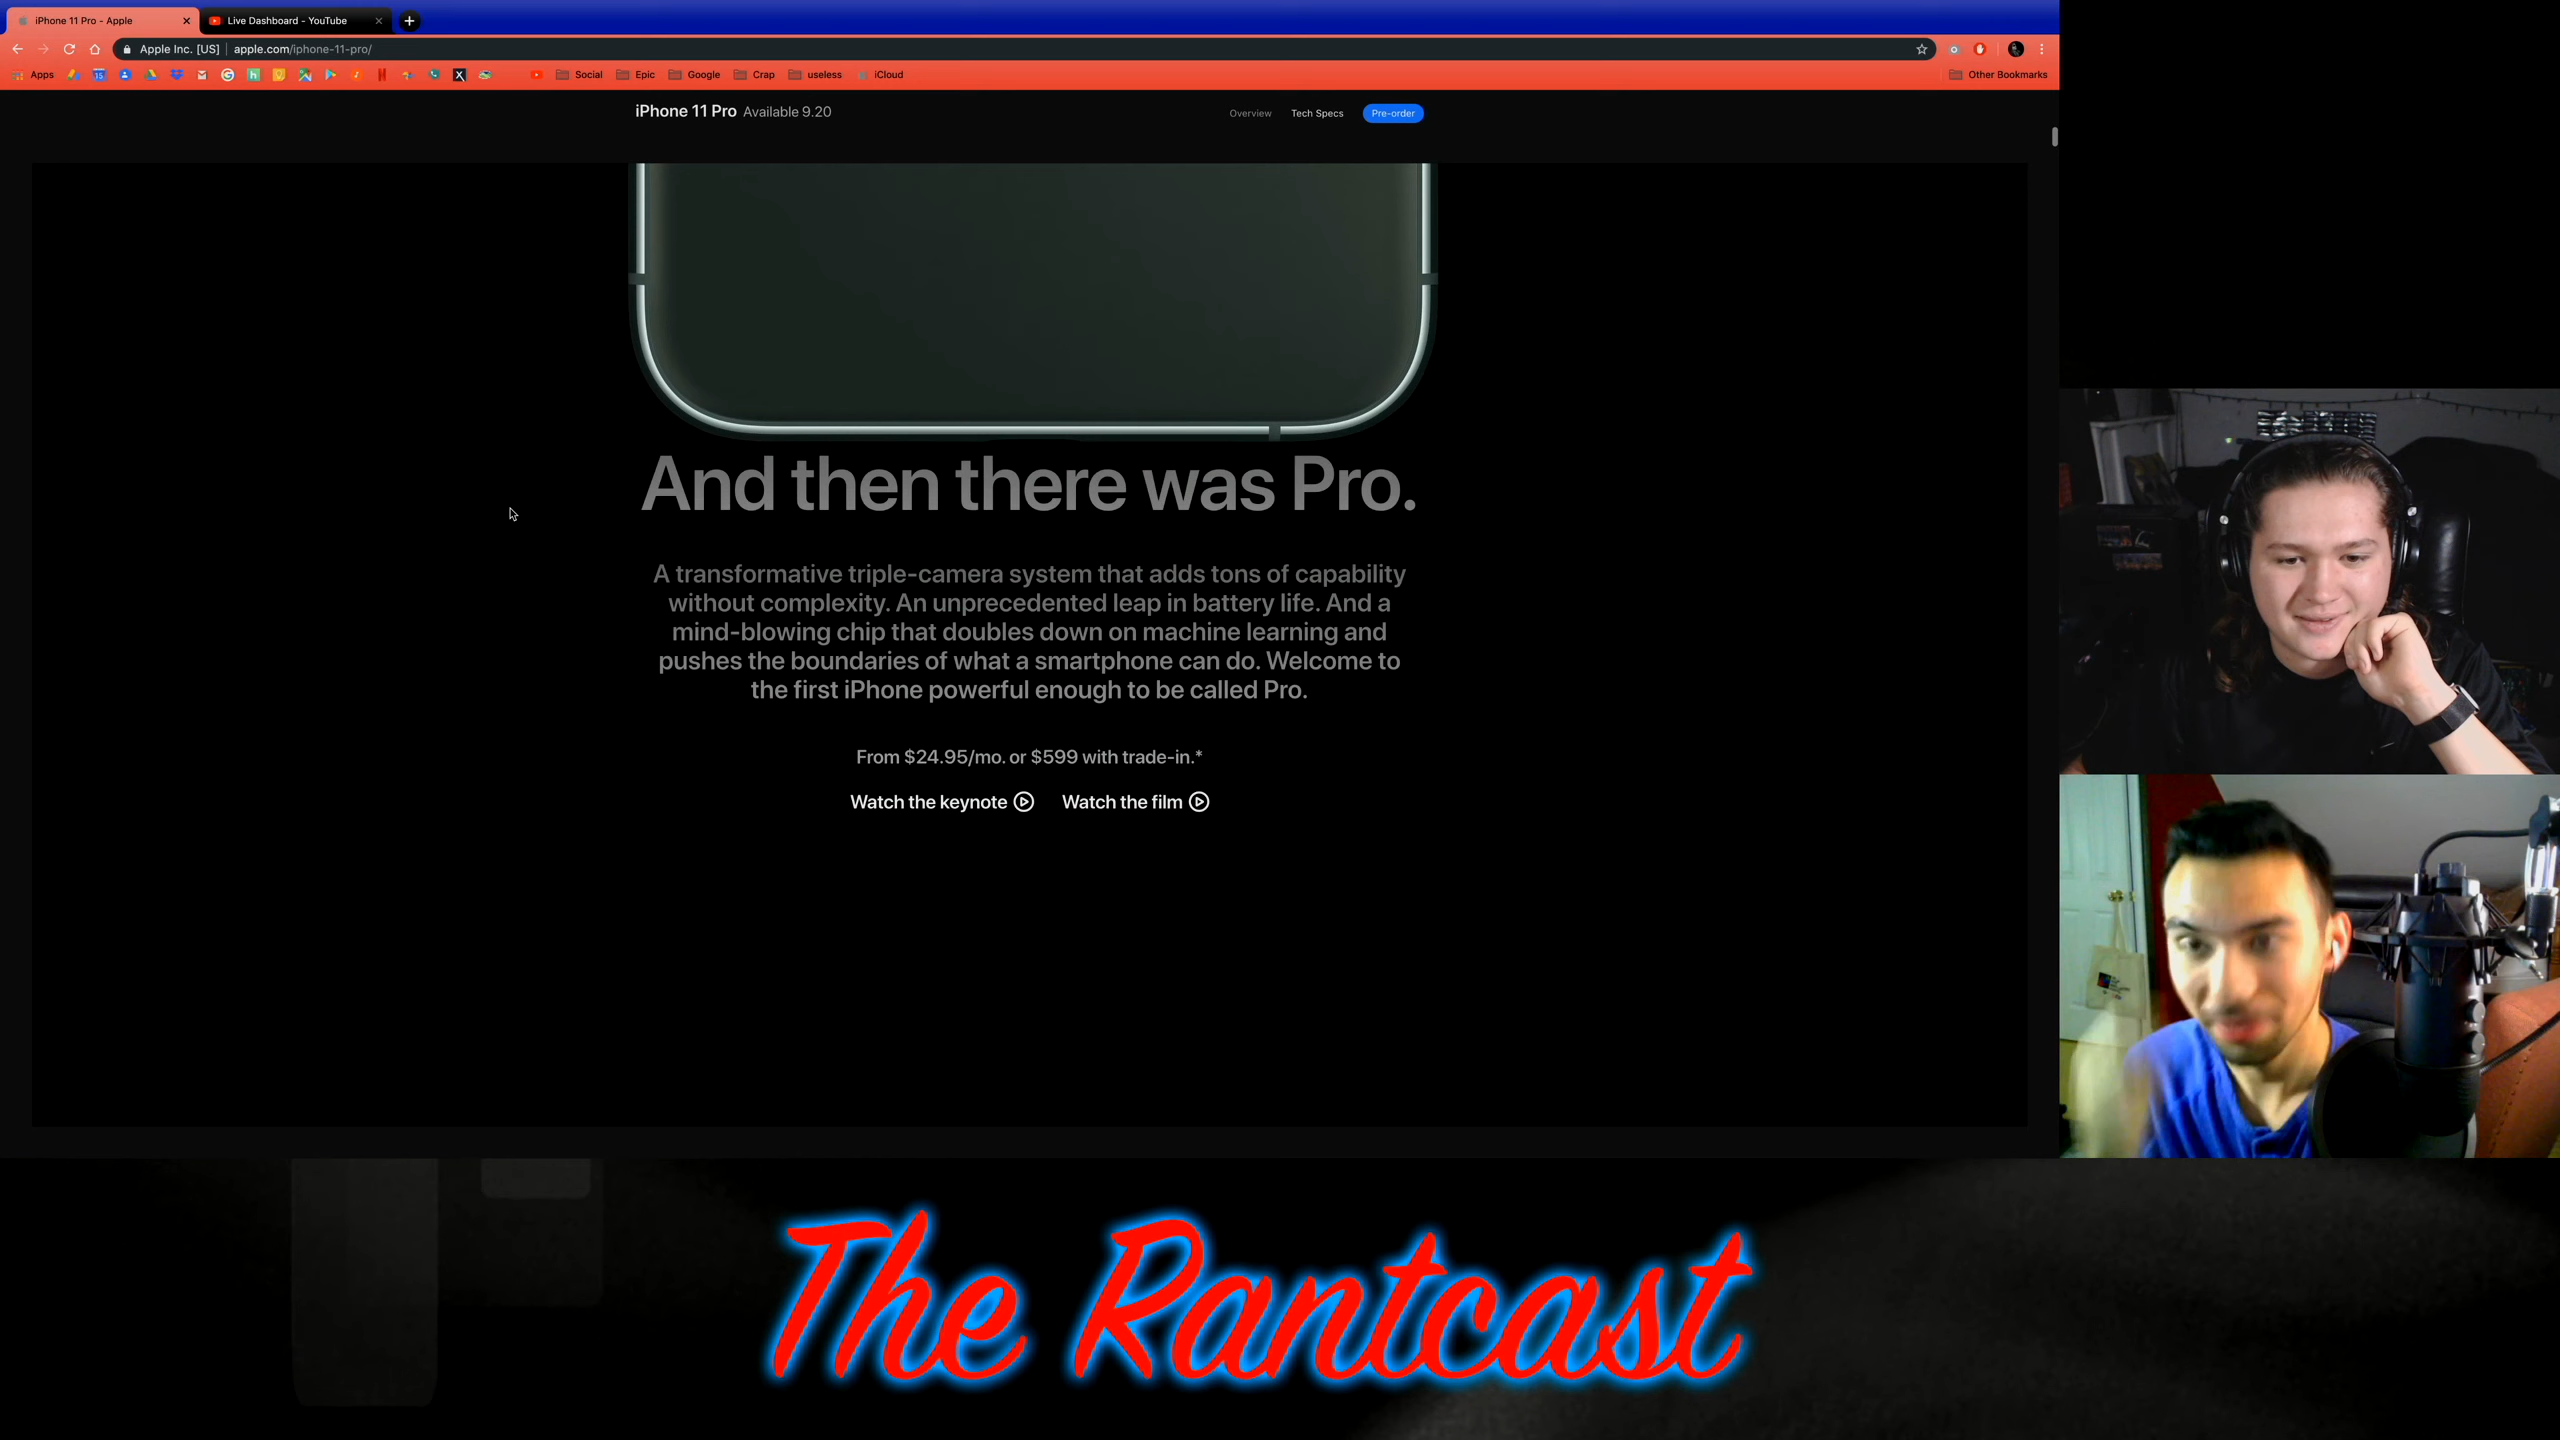 iPhone 11 Pro - Apple
Live Dashboard - YouTube
Apple Inc. [US] | apple.com/iphone-11-pro/
Apps
Social
Epic
Google
Crap
useless
iCloud
Other Bookmarks
iPhone 11 Pro Available 9.20
Overview Tech Specs Pre-order
And then there was Pro.
A transformative triple-camera system that adds tons of capability
without complexity. An unprecedented leap in battery life. And a
mind-blowing chip that doubles down on machine learning and
pushes the boundaries of what a smartphone can do. Welcome to
the first iPhone powerful enough to be called Pro.
From $24.95/mo. or $599 with trade-in.*
Watch the keynote Watch the film
The Rantcast